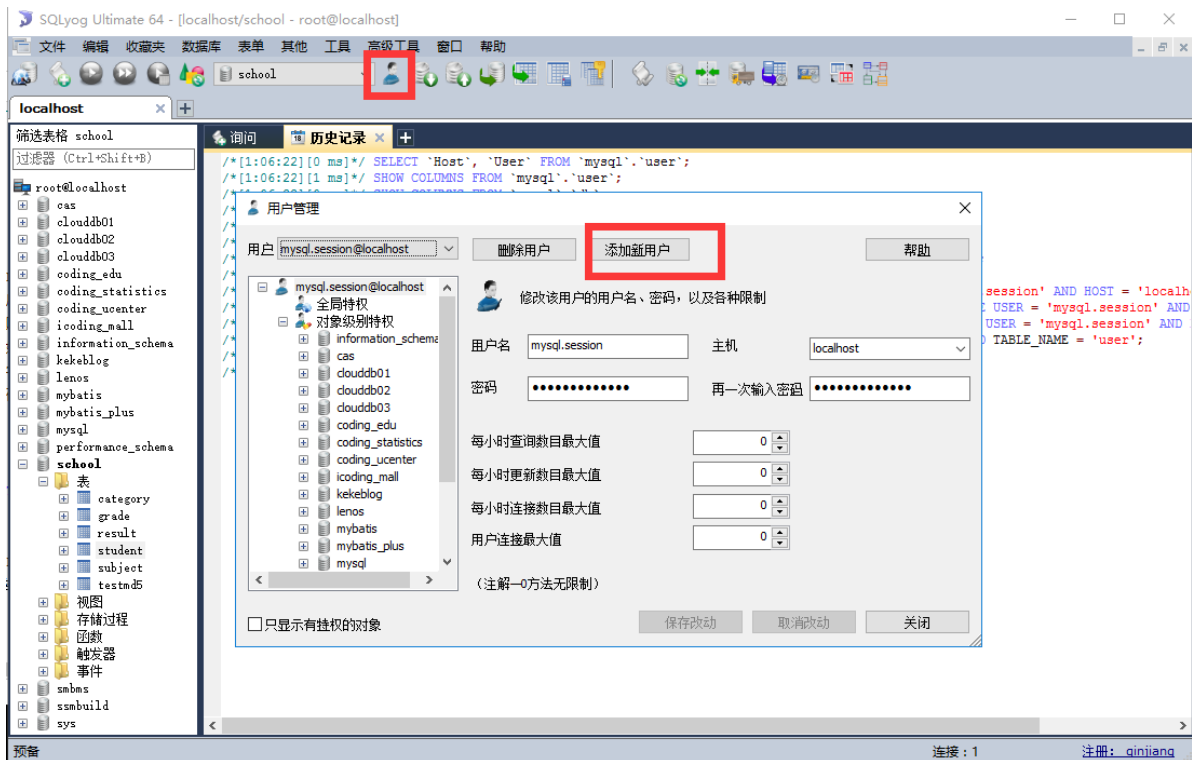 SQLyog Ultimate 64 - [localhost/school - root@localhost]
文件 编辑 收藏夹 数据库 表单 其他 工具 高级工具 窗口 帮助
school
localhost
筛选表格 school
过滤器 (Ctrl+Shift+B)
root@localhost
cas
clouddb01
clouddb02
clouddb03
coding_edu
coding_statistics
coding_ucenter
icoding_mall
information_schema
kekeblog
lenos
mybatis
mybatis_plus
mysql
performance_schema
school
表
category
grade
result
student
subject
testmd5
视图
存储过程
函数
触发器
事件
smbms
ssmbuild
sys
询问 历史记录
/*[1:06:22][0 ms]*/ SELECT `Host`, `User` FROM `mysql`.`user`;
/*[1:06:22][1 ms]*/ SHOW COLUMNS FROM `mysql`.`user`;
session' AND HOST = 'localh
USER = 'mysql.session' AND
USER = 'mysql.session' AND
TABLE_NAME = 'user';
用户管理
用户 mysql.session@localhost 删除用户 添加新用户 帮助
mysql.session@localhost
全局特权
对象级别特权
information_schema
cas
clouddb01
clouddb02
clouddb03
coding_edu
coding_statistics
coding_ucenter
icoding_mall
kekeblog
lenos
mybatis
mybatis_plus
mysql
修改该用户的用户名、密码，以及各种限制
用户名 mysql.session 主机 localhost
密码 ●●●●●●●●●●●●● 再一次输入密码 ●●●●●●●●●●●●●
每小时查询数目最大值 0
每小时更新数目最大值 0
每小时连接数目最大值 0
用户连接最大值 0
（注解—0方法无限制）
只显示有挂权的对象 保存改动 取消改动 关闭
预备 连接：1 注册： qinjiang